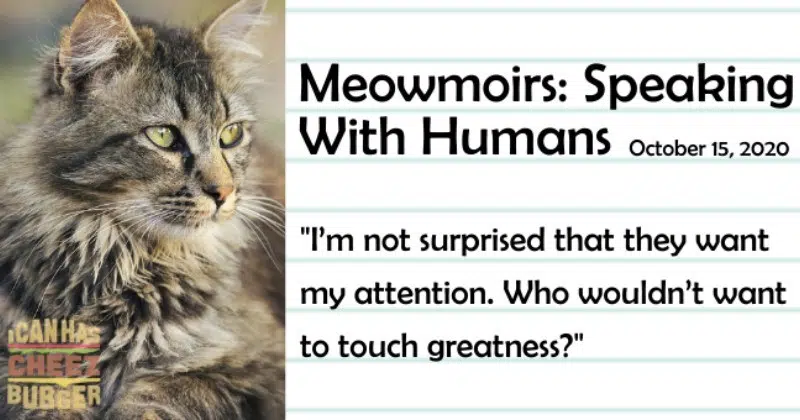 Meowmoirs: Speaking
With Humans October 15, 2020
"I’m not surprised that they want
my attention. Who wouldn’t want
to touch greatness?"
I CAN HAS
CHEEZ
BURGER